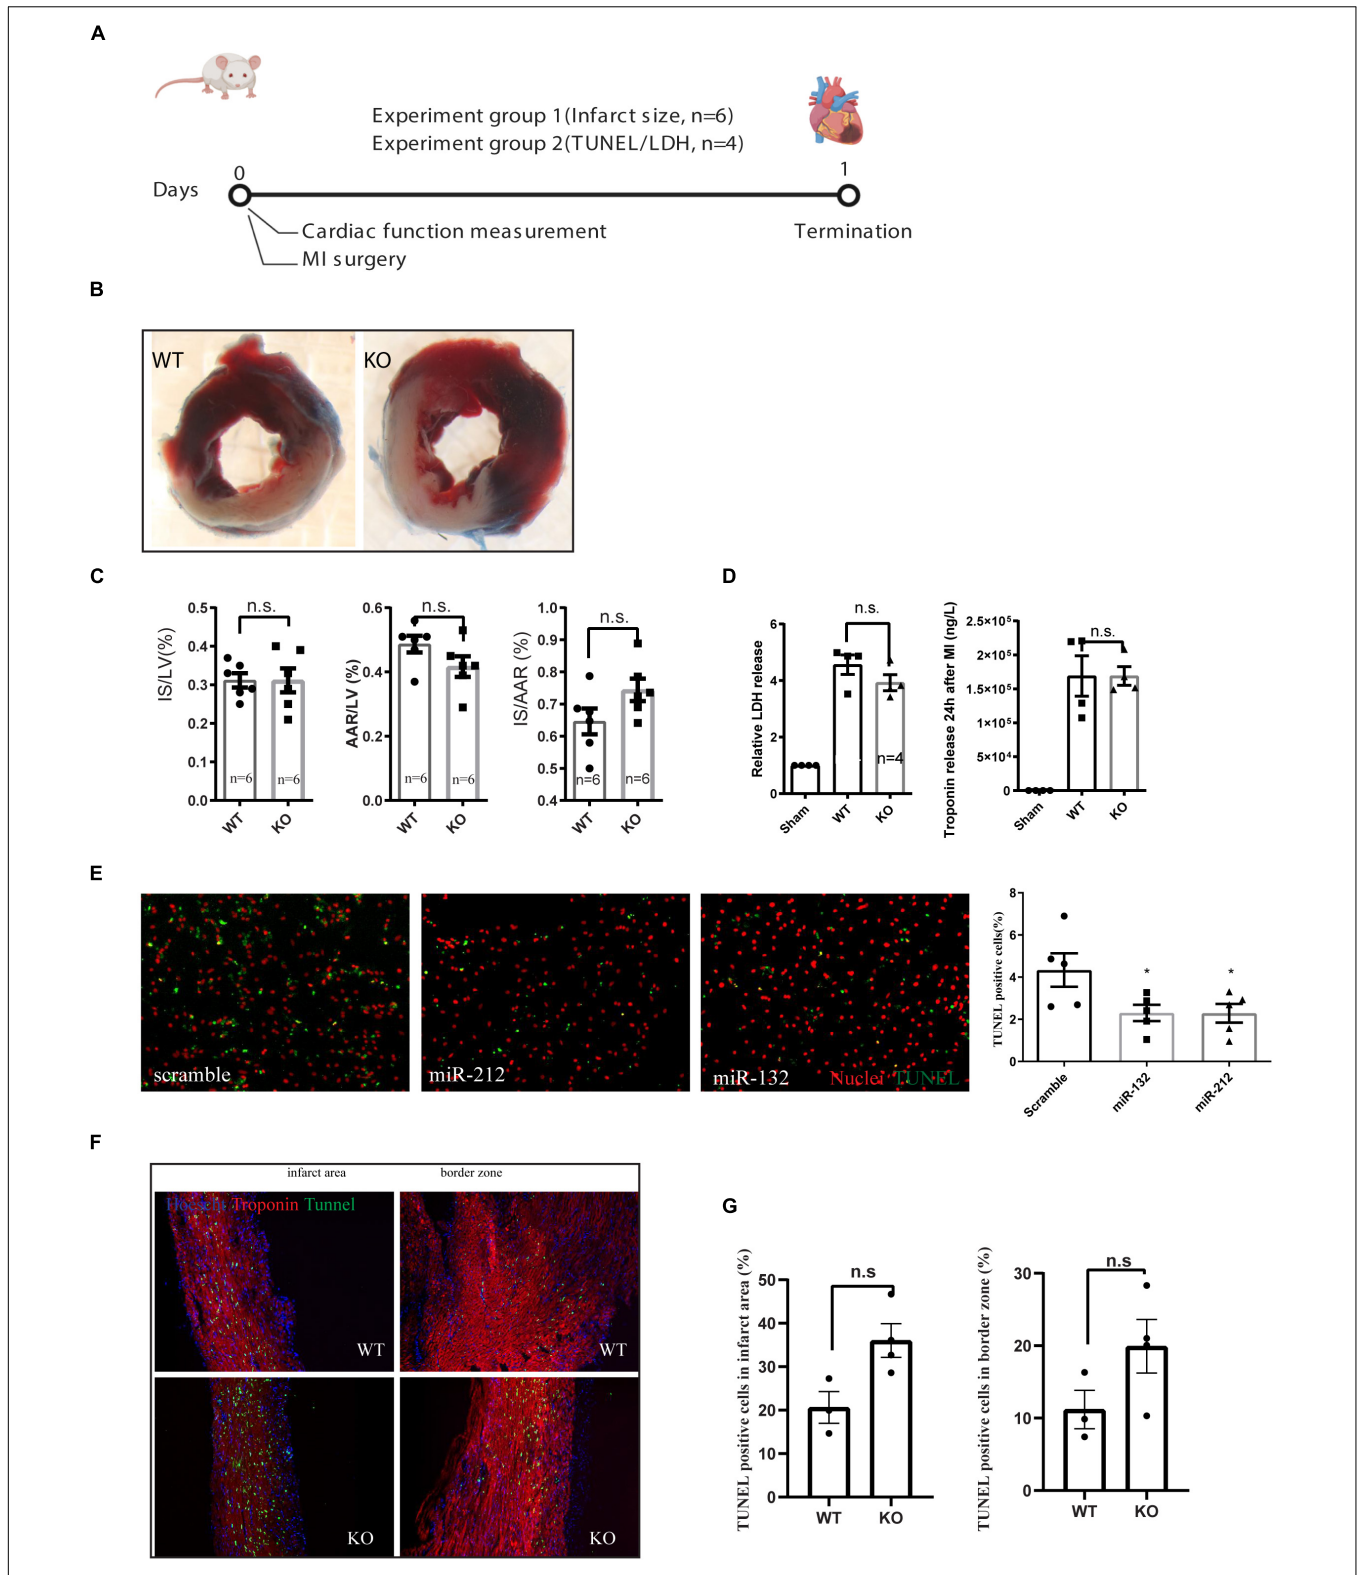 A
Experiment group 1(Infarct size, n=6)
Experiment group 2(TUNEL/LDH, n=4)
0
1
Days
Cardiac function measurement
MI surgery
Termination
B
WT
KO
C
IS/LV(%)
0.5
0.4
0.3
0.2
0.1
0.0
n.s.
n=6
n=6
WT
KO
AAR/LV (%)
0.6
0.4
0.2
0.0
n.s.
n=6
n=6
WT
KO
IS/AAR (%)
1.0
0.9
0.8
0.7
0.6
0.5
0.4
n.s.
n=6
n=6
WT
KO
D
Relative LDH release
6
4
2
0
n.s.
n=4
Sham
WT
KO
Troponin release 24h after MI (ng/L)
2.5×10⁵
2.0×10⁵
1.5×10⁵
1×10⁵
5×10⁴
0
n.s.
Sham
WT
KO
E
scramble
miR-212
miR-132
Nuclei TUNEL
TUNEL positive cells(%)
8
6
4
2
0
*
*
Scramble
miR-132
miR-212
F
infarct area
border zone
Hoescht Troponin Tunnel
WT
WT
KO
KO
G
TUNEL positive cells in infarct area (%)
50
40
30
20
10
0
n.s
WT
KO
TUNEL positive cells in border zone (%)
30
20
10
0
n.s
WT
KO